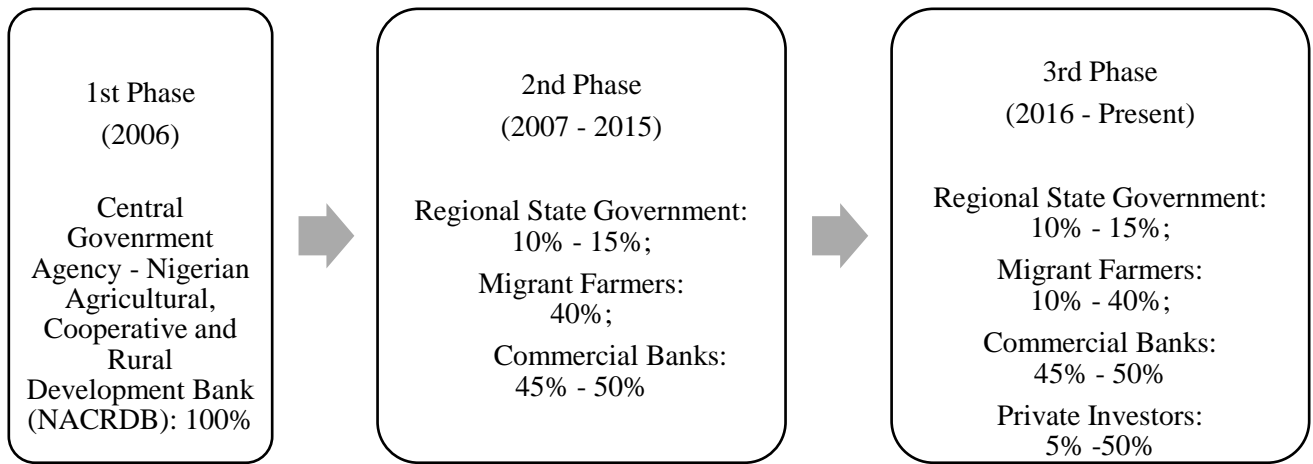 1st Phase
(2006)
Central
Govenrment
Agency - Nigerian
Agricultural,
Cooperative and
Rural
Development Bank
(NACRDB): 100%
2nd Phase
(2007 - 2015)
Regional State Government:
10% - 15%;
Migrant Farmers:
40%;
Commercial Banks:
45% - 50%
3rd Phase
(2016 - Present)
Regional State Government:
10% - 15%;
Migrant Farmers:
10% - 40%;
Commercial Banks:
45% - 50%
Private Investors:
5% -50%